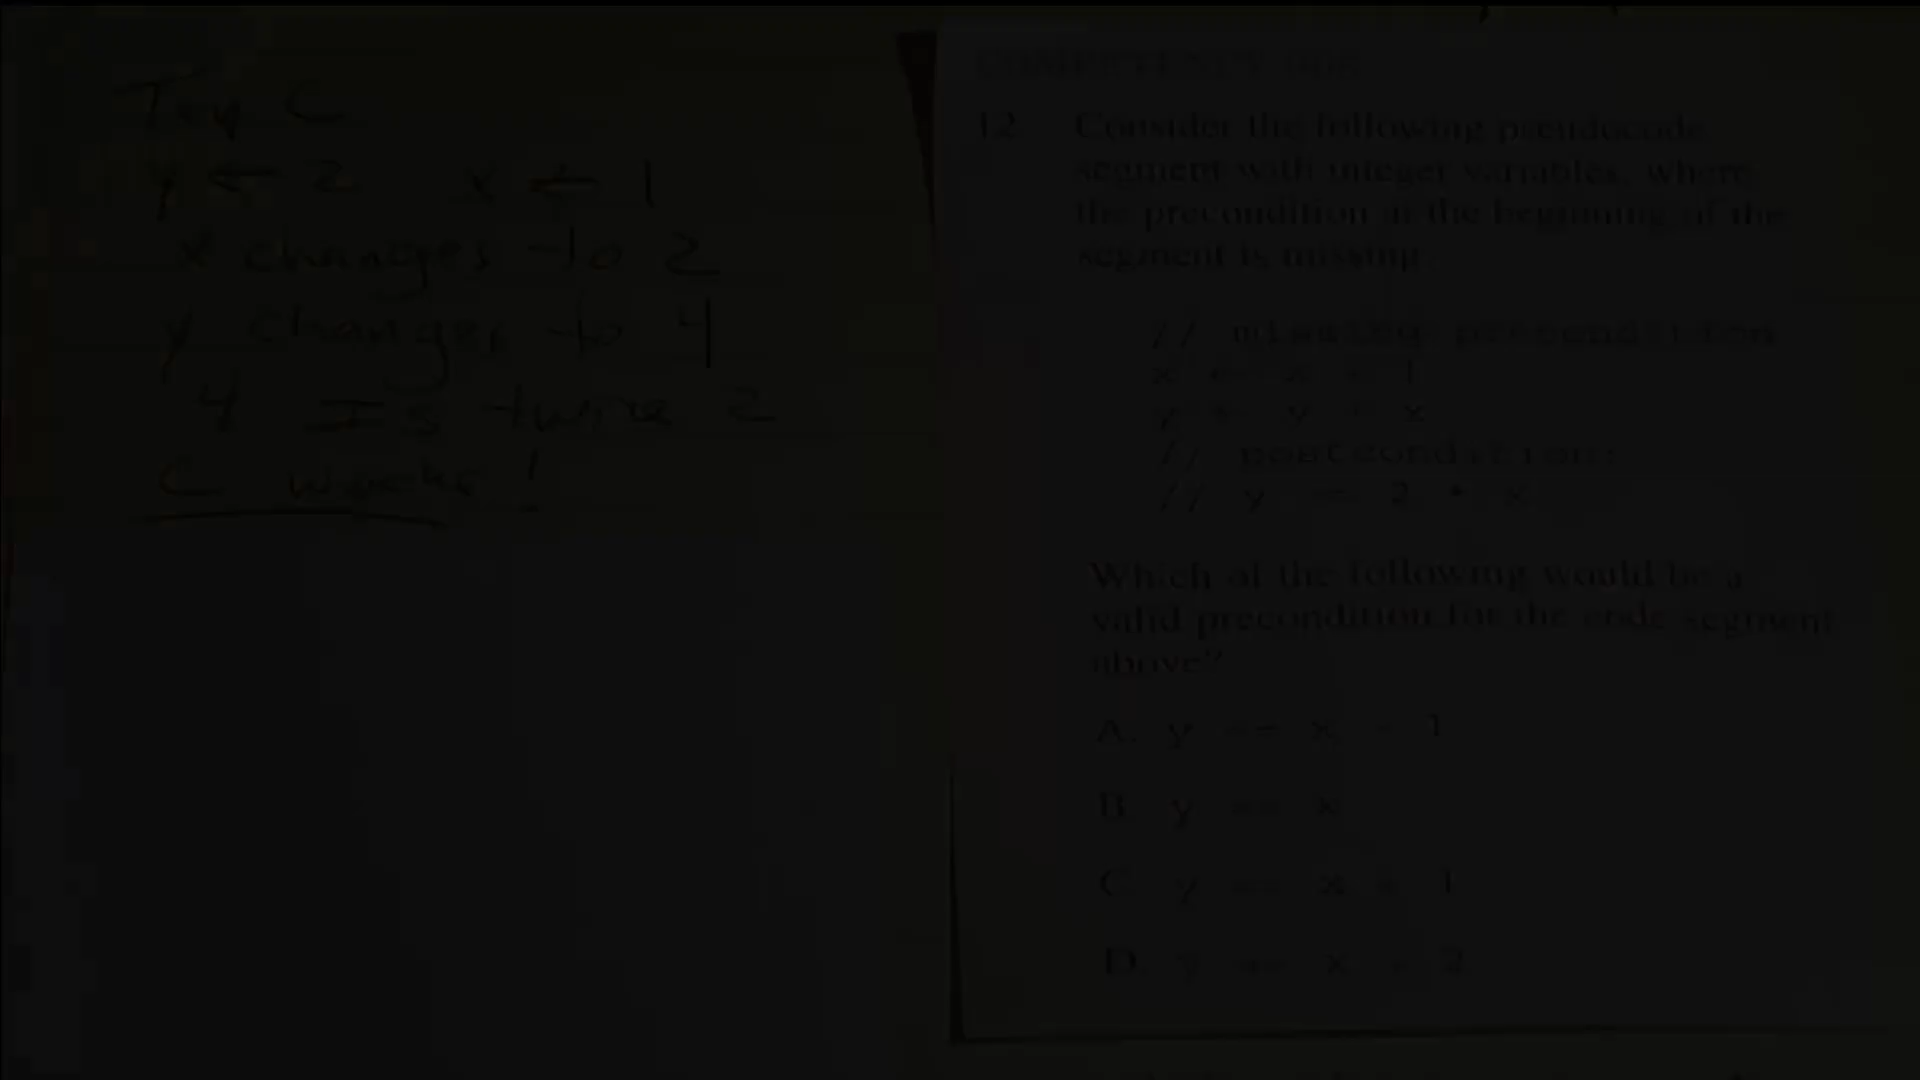 Try C
y ← 2 x ← 1
x changes to 2
y changes to 4
4 Is twice 2
C works!
12. Consider the following pseudocode
segment with integer variables, where
the precondition at the beginning of the
segment is missing.
// missing precondition
x ← x + 1
y ← y + x
// postcondition:
// y == 2 * x
Which of the following would be a
valid precondition for the code segment
above?
A. y == x - 1
B. y == x
C. y == x + 1
D. y == x + 2